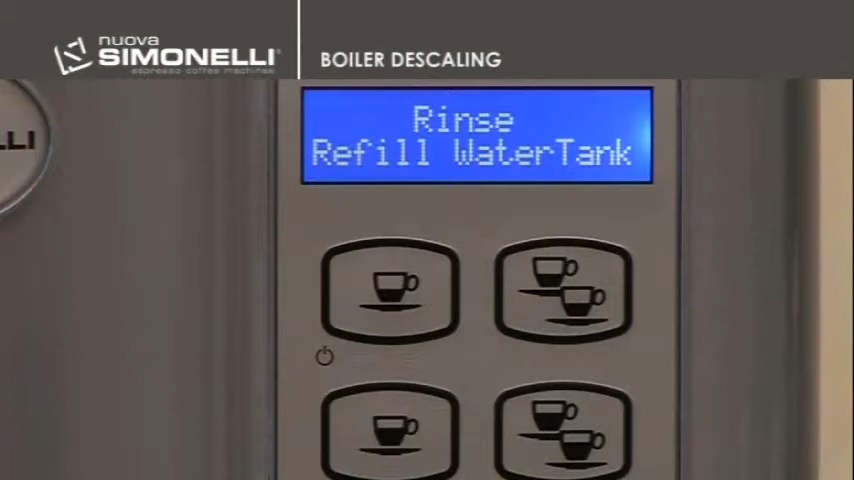 nuova
SIMONELLI
espresso coffee machines
BOILER DESCALING
LLI
Rinse
Refill WaterTank